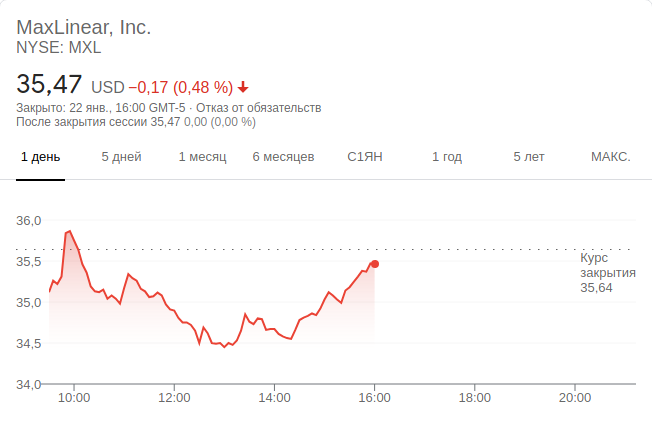 MaxLinear, Inc.
NYSE: MXL
35,47 USD −0,17 (0,48 %)
Закрыто: 22 янв., 16:00 GMT-5 · Отказ от обязательств
После закрытия сессии 35,47 0,00 (0,00 %)
1 день 5 дней 1 месяц 6 месяцев С1ЯН 1 год 5 лет МАКС.
36,0
35,5
35,0
34,5
34,0
Курс
закрытия
35,64
10:00 12:00 14:00 16:00 18:00 20:00